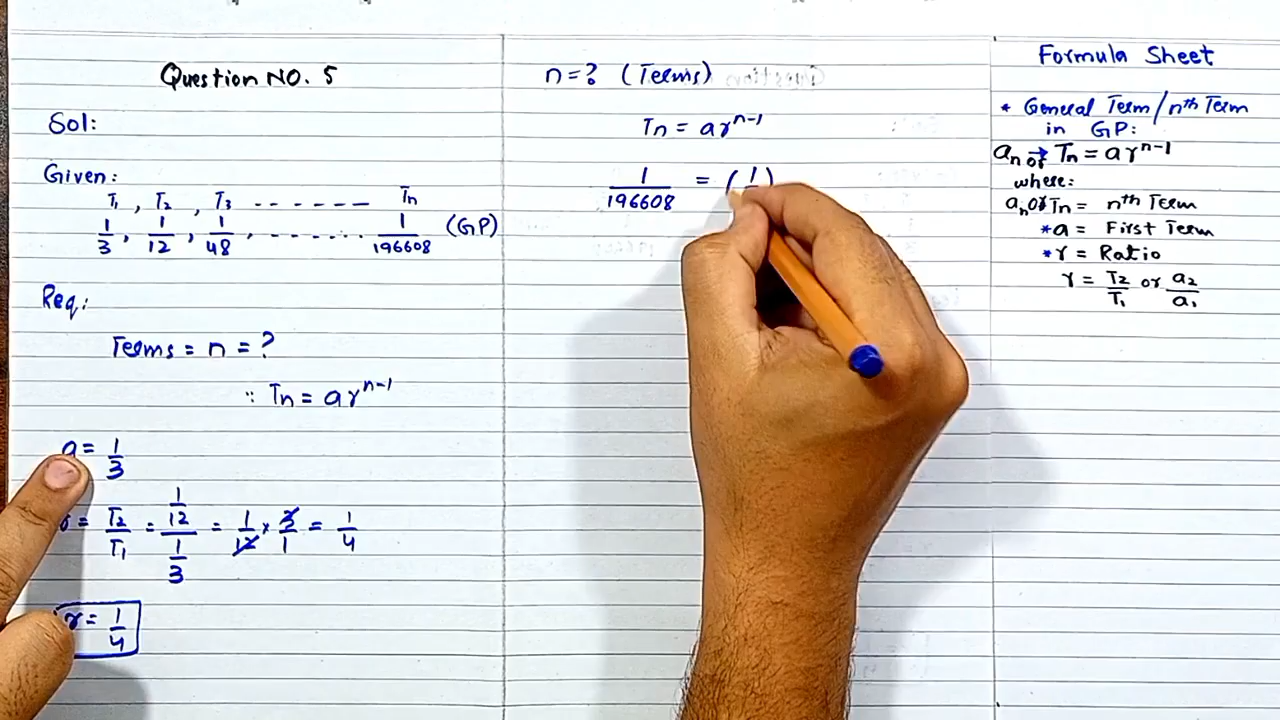 Question NO. 5
Sol:
Given:
T₁, T₂, T₃ ------ Tn
1/3, 1/12, 1/48, ........ 1/196608 (GP)
Req:
Terms = n = ?
∵ Tn = ar^(n-1)
a = 1/3
= T₂/T₁ = (1/12)/(1/3) = 1/12 × 3/1 = 1/4
r = 1/4
n = ? (Terms)
Tn = ar^(n-1)
1/196608 = (1
Formula Sheet
* General Term/nth Term
in GP:
an or → Tn = ar^(n-1)
where:
an or Tn = nth Term
*a = First Term
*r = Ratio
r = T₂/T₁ or a₂/a₁